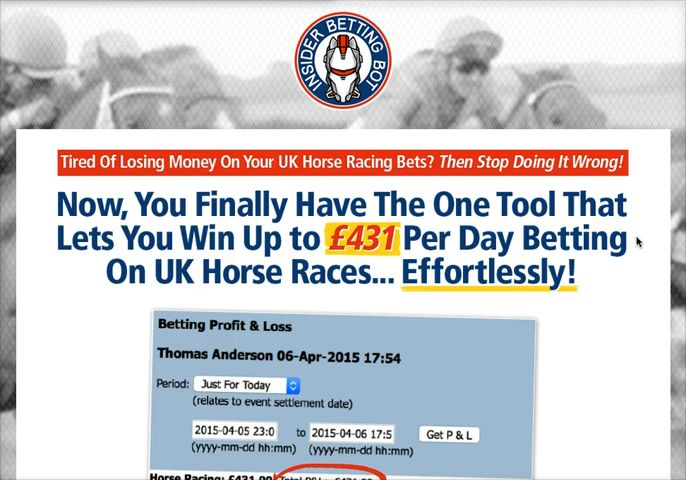 INSIDER BETTING BOT
Tired Of Losing Money On Your UK Horse Racing Bets? Then Stop Doing It Wrong!
Now, You Finally Have The One Tool That
Lets You Win Up to £431 Per Day Betting
On UK Horse Races... Effortlessly!
Betting Profit & Loss
Thomas Anderson 06-Apr-2015 17:54
Period: Just For Today
(relates to event settlement date)
2015-04-05 23:0 to 2015-04-06 17:5 Get P & L
(yyyy-mm-dd hh:mm) (yyyy-mm-dd hh:mm)
Horse Racing: £431.00